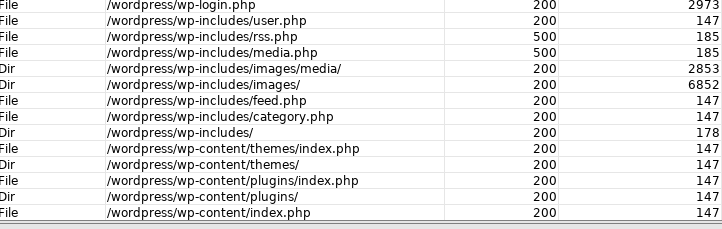 File /wordpress/wp-login.php 200 2973
File /wordpress/wp-includes/user.php 200 147
File /wordpress/wp-includes/rss.php 500 185
File /wordpress/wp-includes/media.php 500 185
Dir /wordpress/wp-includes/images/media/ 200 2853
Dir /wordpress/wp-includes/images/ 200 6852
File /wordpress/wp-includes/feed.php 200 147
File /wordpress/wp-includes/category.php 200 147
Dir /wordpress/wp-includes/ 200 178
File /wordpress/wp-content/themes/index.php 200 147
Dir /wordpress/wp-content/themes/ 200 147
File /wordpress/wp-content/plugins/index.php 200 147
Dir /wordpress/wp-content/plugins/ 200 147
File /wordpress/wp-content/index.php 200 147